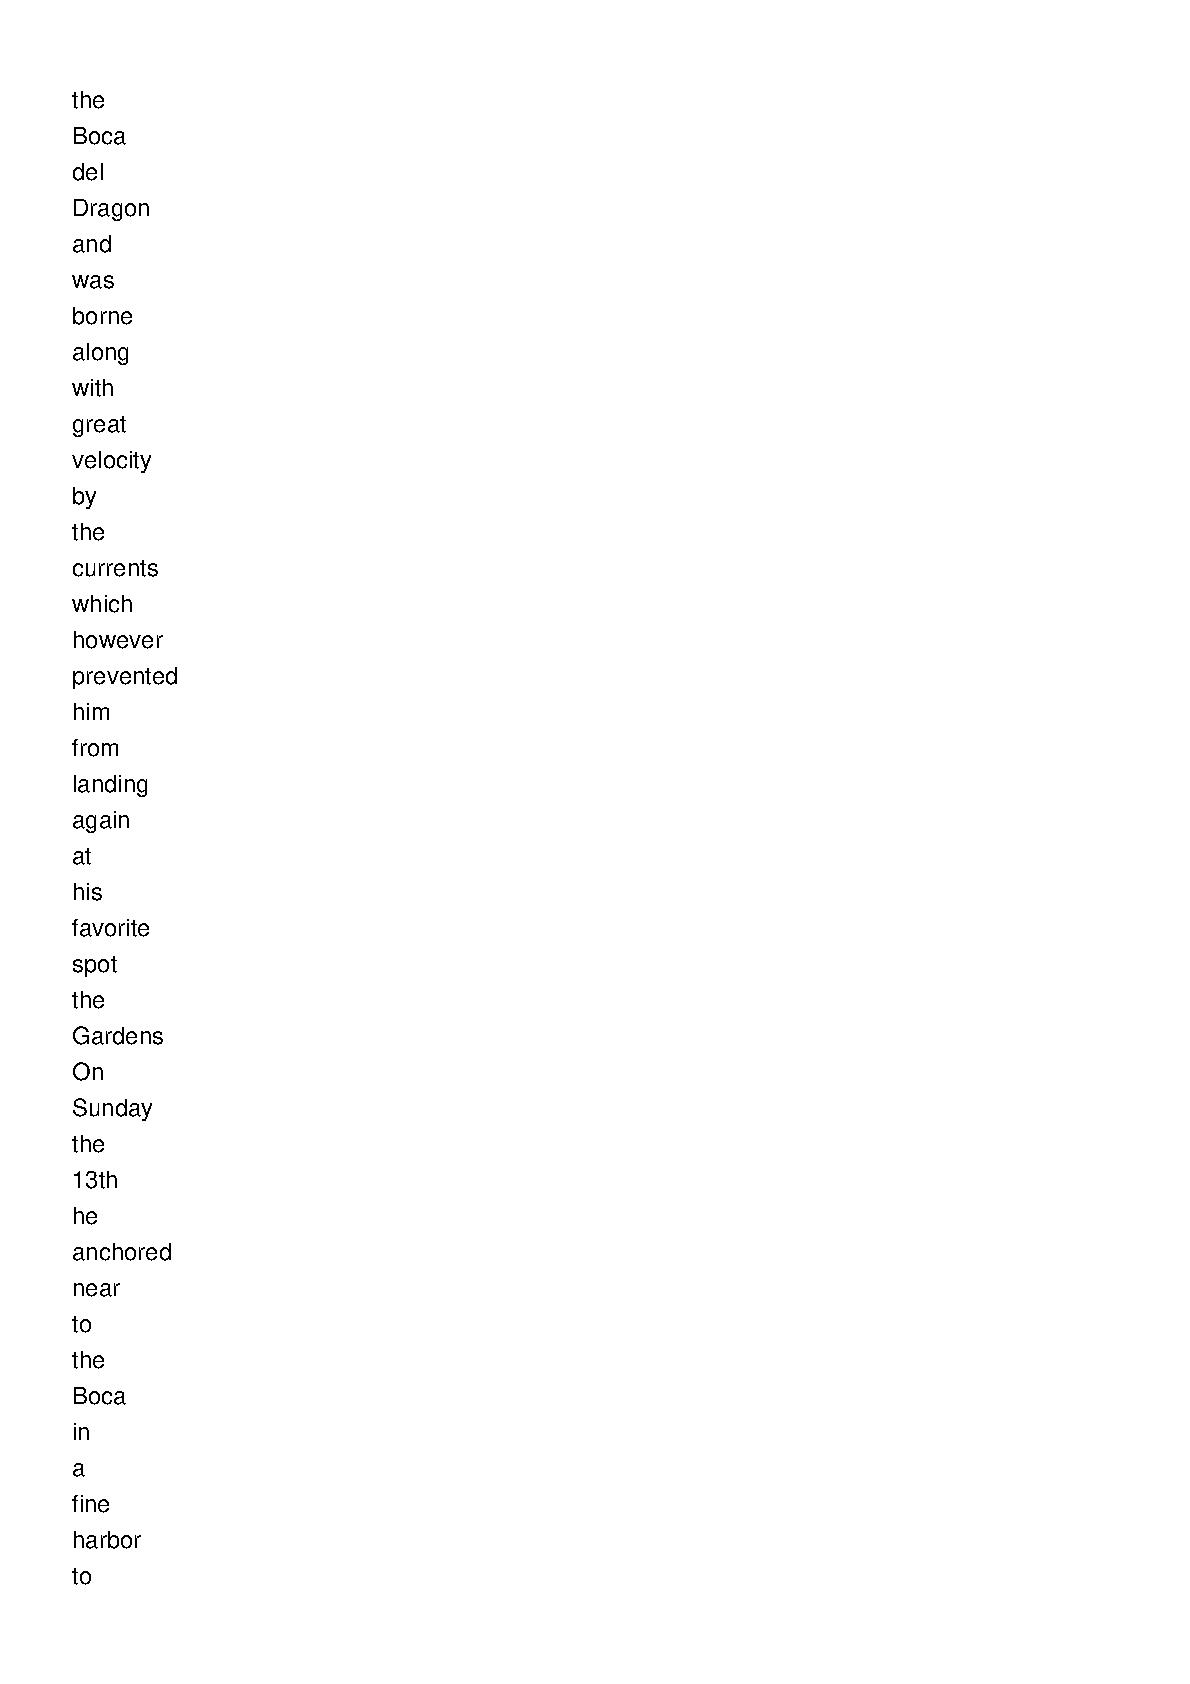 the
Boca
del
Dragon
and
was
borne
along
with
great
velocity
by
the
currents
which
however
prevented
him
from
landing
again
at
his
favorite
spot
the
Gardens
On
Sunday
the
13th
he
anchored
near
to
the
Boca
in
a
fine
harbor
to